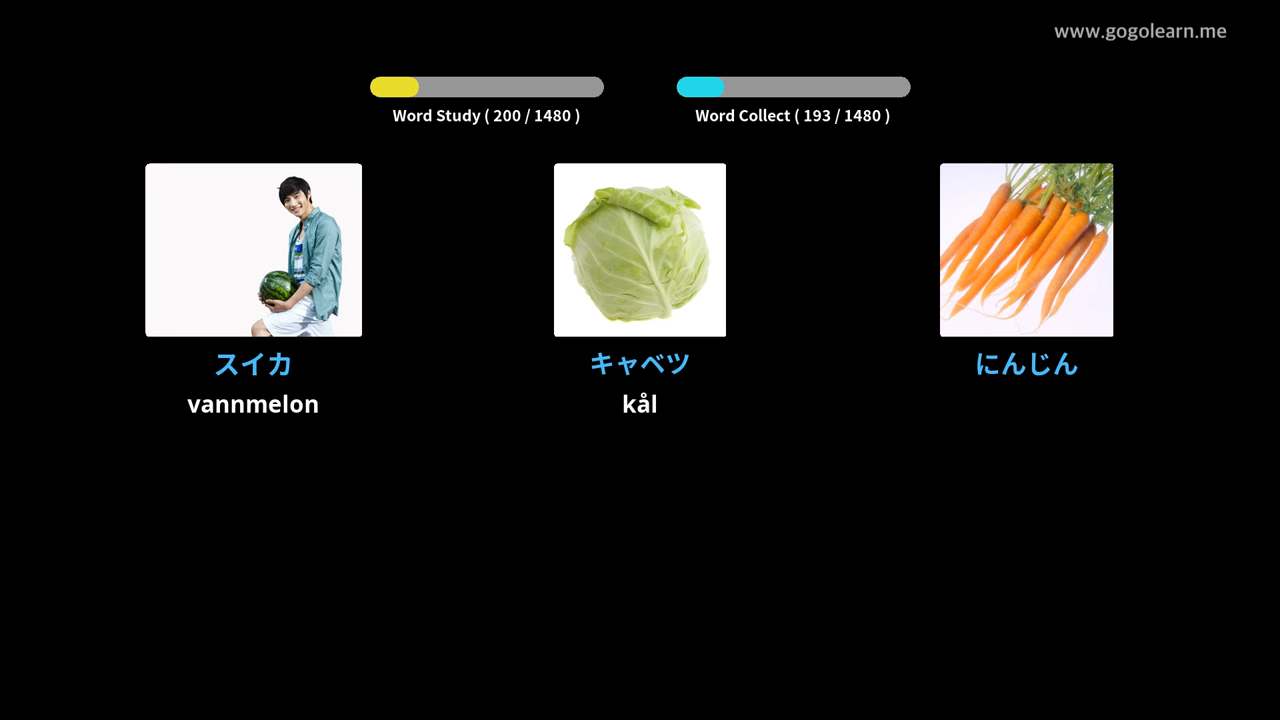 www.gogolearn.me
Word Study ( 200 / 1480 )
Word Collect ( 193 / 1480 )
スイカ
キャベツ
にんじん
vannmelon
kål